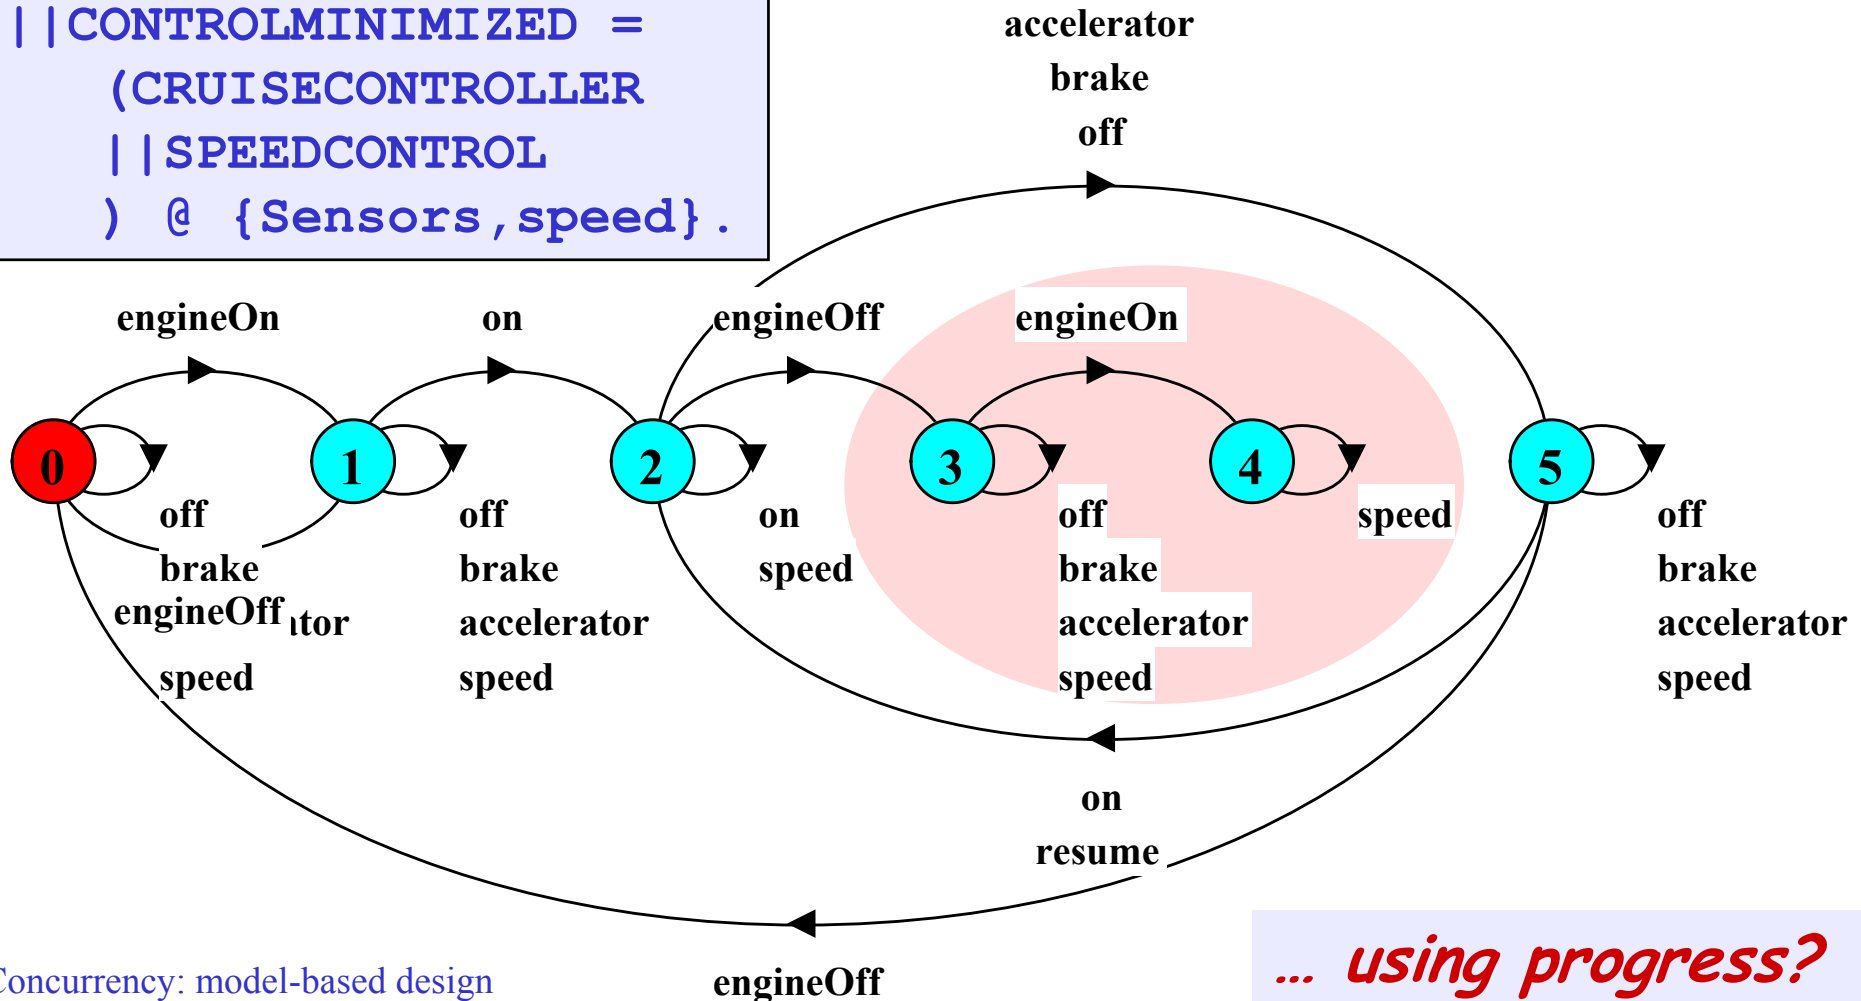 ||CONTROLMINIMIZED =
(CRUISECONTROLLER
||SPEEDCONTROL
) @ {Sensors,speed}.
accelerator
brake
off
engineOn
on
engineOff
engineOn
0
1
2
3
4
5
off
brake
engineOff
speed
off
brake
accelerator
speed
on
speed
off
brake
accelerator
speed
speed
off
brake
accelerator
speed
on
resume
engineOff
Concurrency: model-based design
... using progress?